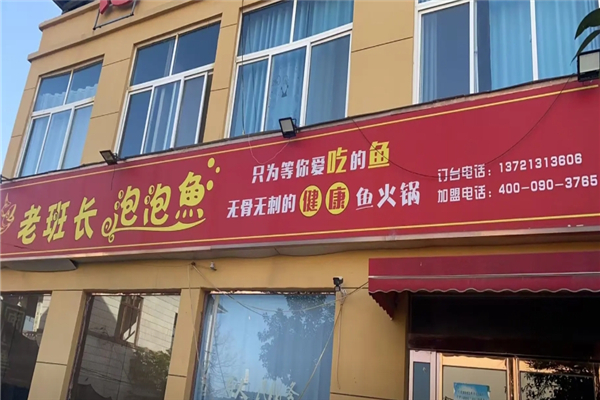 老班长泡泡魚
只为等你爱吃的鱼
无骨无刺的健康鱼火锅
订台电话：13721313606
加盟电话：400-090-3765